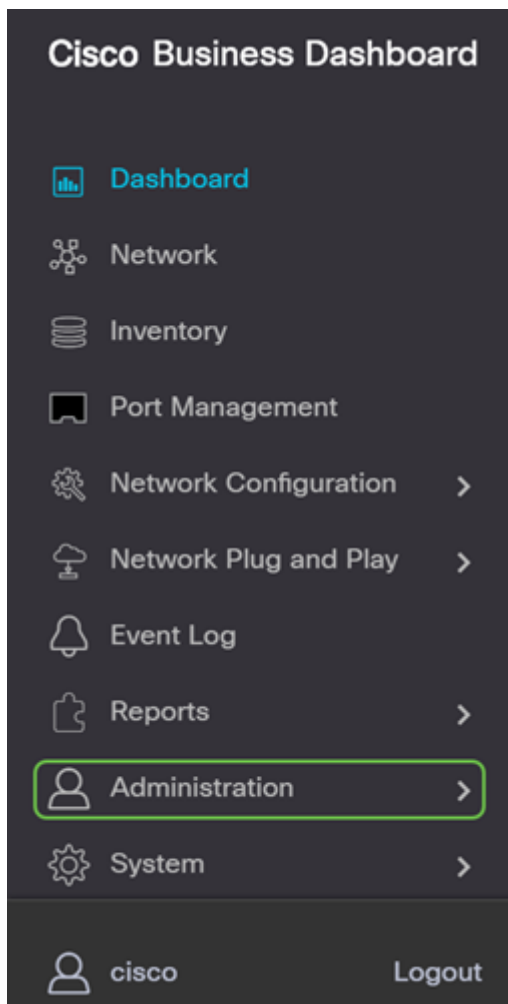 Cisco Business Dashboard
Dashboard
Network
Inventory
Port Management
Network Configuration
Network Plug and Play
Event Log
Reports
Administration
System
cisco Logout